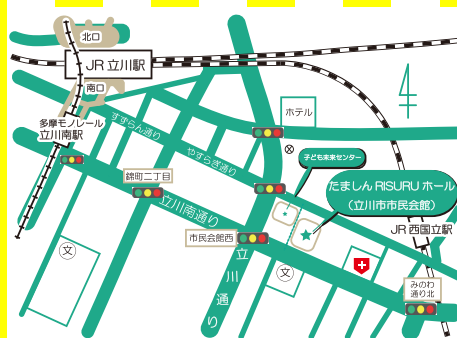 北口
JR 立川駅
南口
多摩モノレール
立川南駅
すずらん通り
やすらぎ通り
ホテル
子ども未来センター
たましん RISURU ホール
（立川市市民会館）
錦町二丁目
立川南通り
市民会館西
立川通り
JR 西国立駅
みのわ
通り北
文
文